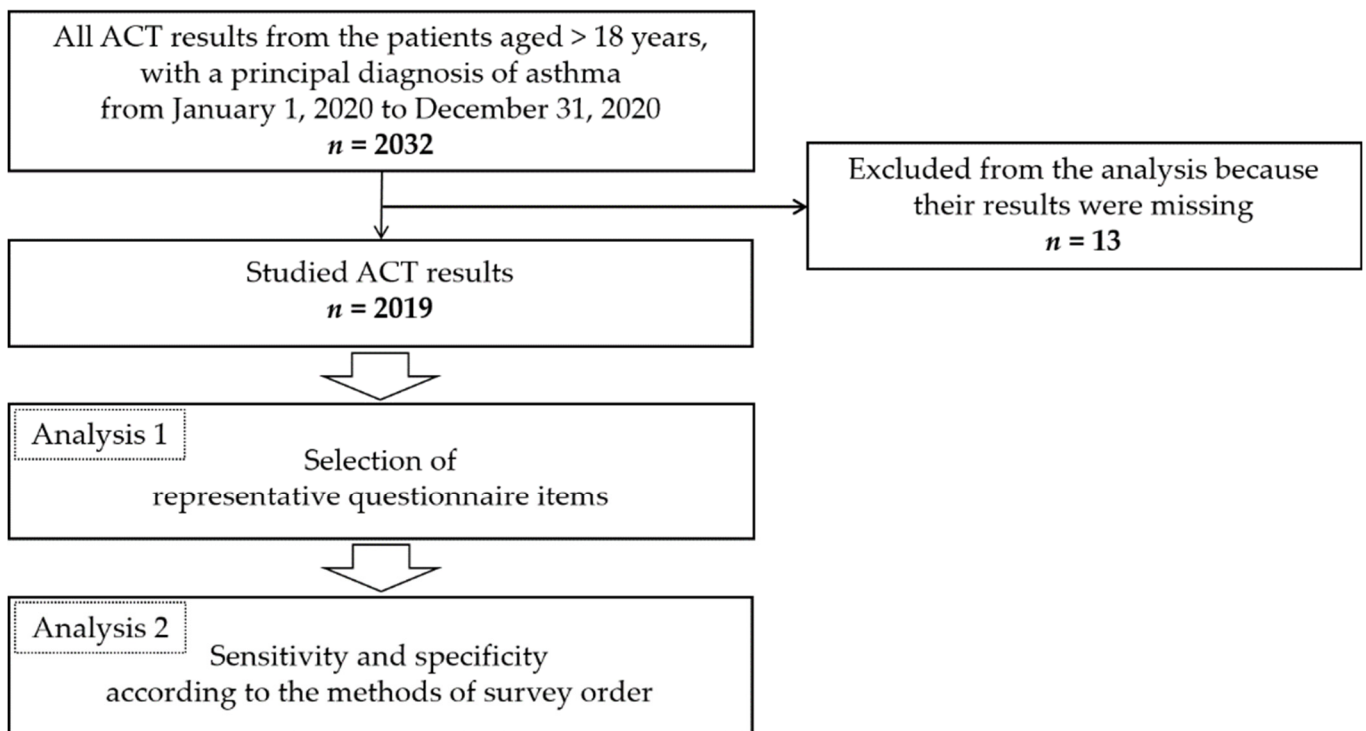 All ACT results from the patients aged > 18 years,
with a principal diagnosis of asthma
from January 1, 2020 to December 31, 2020
n = 2032
Excluded from the analysis because
their results were missing
n = 13
Studied ACT results
n = 2019
Analysis 1
Selection of
representative questionnaire items
Analysis 2
Sensitivity and specificity
according to the methods of survey order